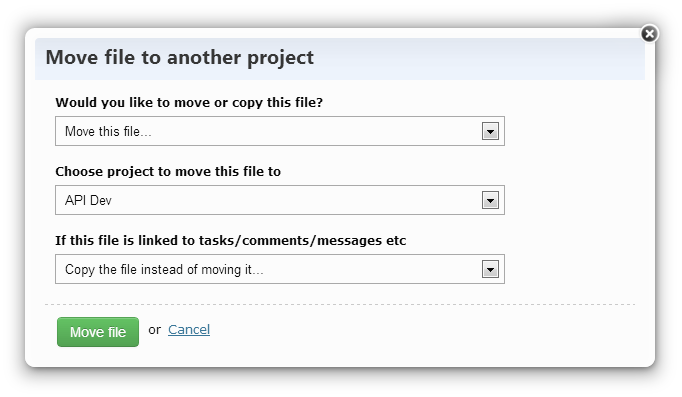 Move file to another project
Would you like to move or copy this file?
Move this file...
Choose project to move this file to
API Dev
If this file is linked to tasks/comments/messages etc
Copy the file instead of moving it...
Move file or Cancel